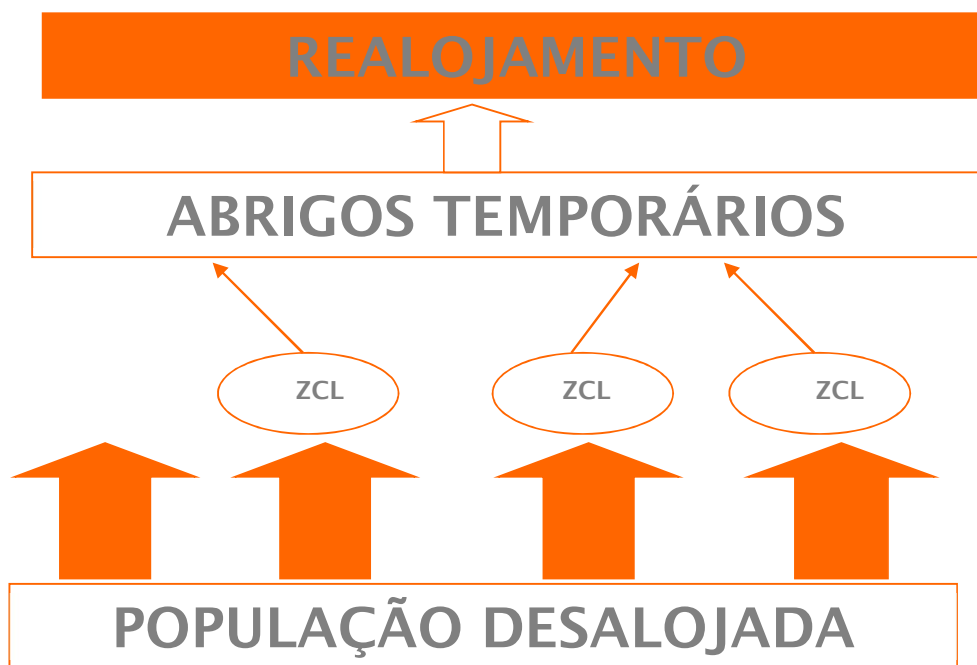 REALOJAMENTO
ABRIGOS TEMPORÁRIOS
ZCL ZCL ZCL
POPULAÇÃO DESALOJADA